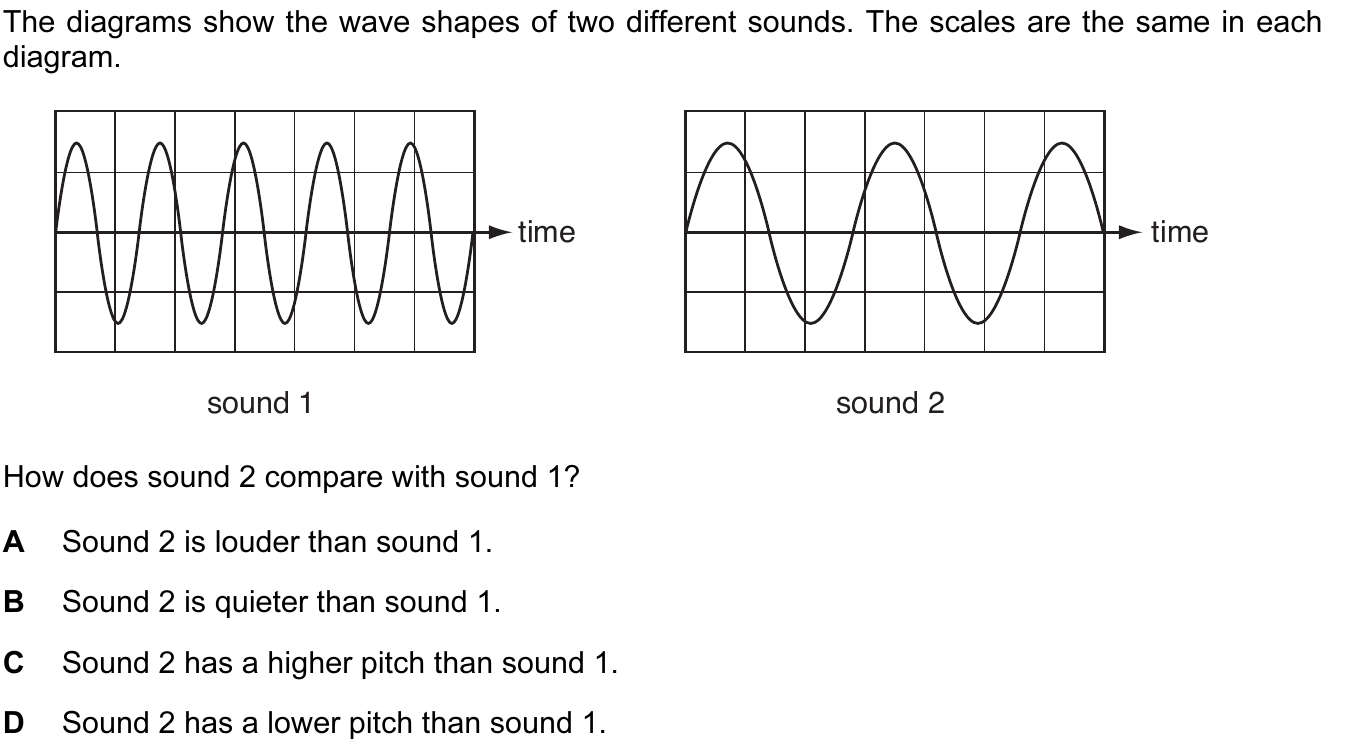 The diagrams show the wave shapes of two different sounds. The scales are the same in each
diagram.
time
time
sound 1
sound 2
How does sound 2 compare with sound 1?
A Sound 2 is louder than sound 1.
B Sound 2 is quieter than sound 1.
C Sound 2 has a higher pitch than sound 1.
D Sound 2 has a lower pitch than sound 1.